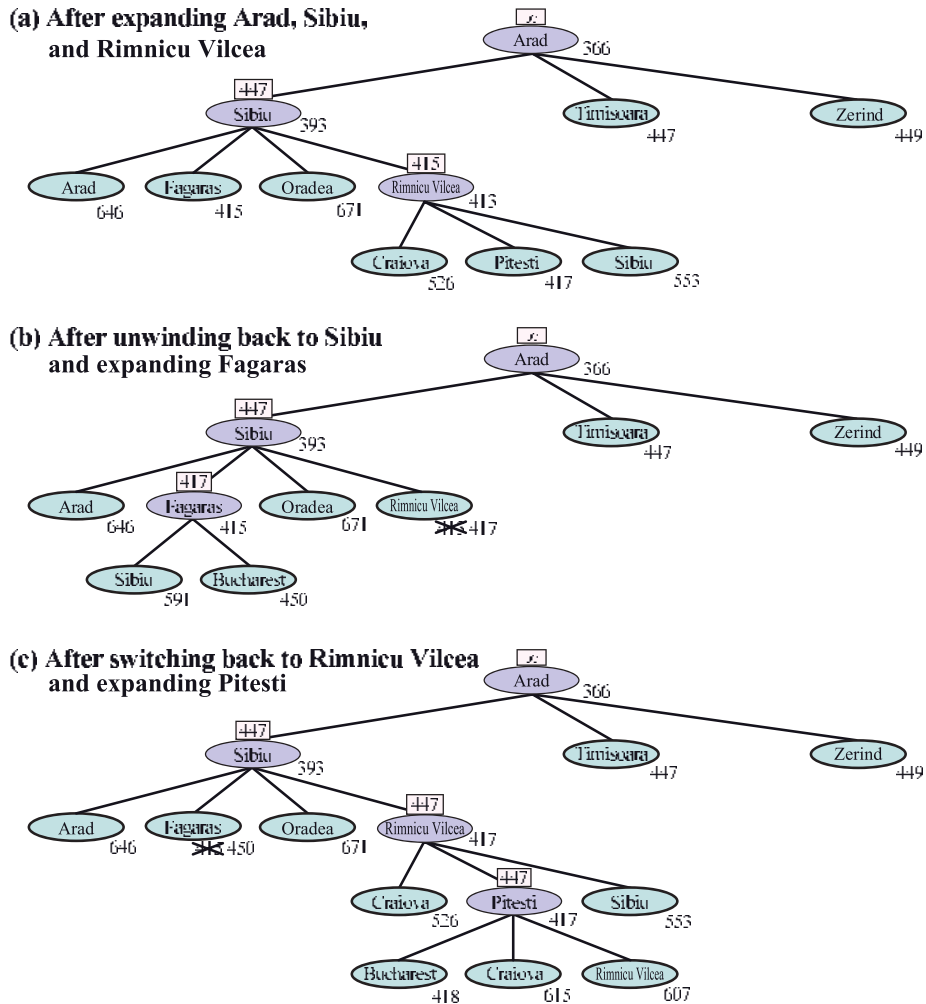 (a) After expanding Arad, Sibiu,
and Rimnicu Vilcea
∞
Arad
366
447
Sibiu
393
Timisoara
447
Zerind
449
Arad
646
Fagaras
415
Oradea
671
415
Rimnicu Vilcea
413
Craiova
526
Pitesti
417
Sibiu
553
(b) After unwinding back to Sibiu
and expanding Fagaras
∞
Arad
366
447
Sibiu
393
Timisoara
447
Zerind
449
Arad
646
417
Fagaras
415
Oradea
671
Rimnicu Vilcea
413 417
Sibiu
591
Bucharest
450
(c) After switching back to Rimnicu Vilcea
and expanding Pitesti
∞
Arad
366
447
Sibiu
393
Timisoara
447
Zerind
449
Arad
646
Fagaras
415 450
Oradea
671
447
Rimnicu Vilcea
417
Craiova
526
447
Pitesti
417
Sibiu
553
Bucharest
418
Craiova
615
Rimnicu Vilcea
607